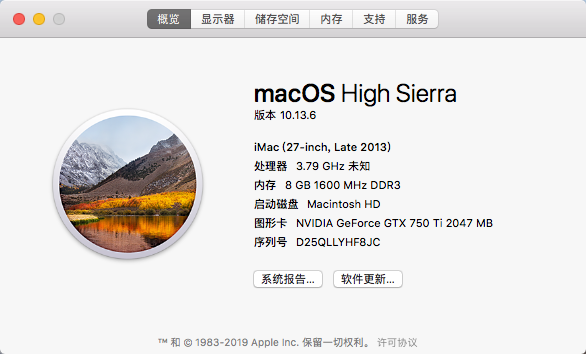 概览 显示器 储存空间 内存 支持 服务
macOS High Sierra
版本 10.13.6
iMac (27-inch, Late 2013)
处理器 3.79 GHz 未知
内存 8 GB 1600 MHz DDR3
启动磁盘 Macintosh HD
图形卡 NVIDIA GeForce GTX 750 Ti 2047 MB
序列号 D25QLLYHF8JC
系统报告... 软件更新...
™ 和 © 1983-2019 Apple Inc. 保留一切权利。 许可协议